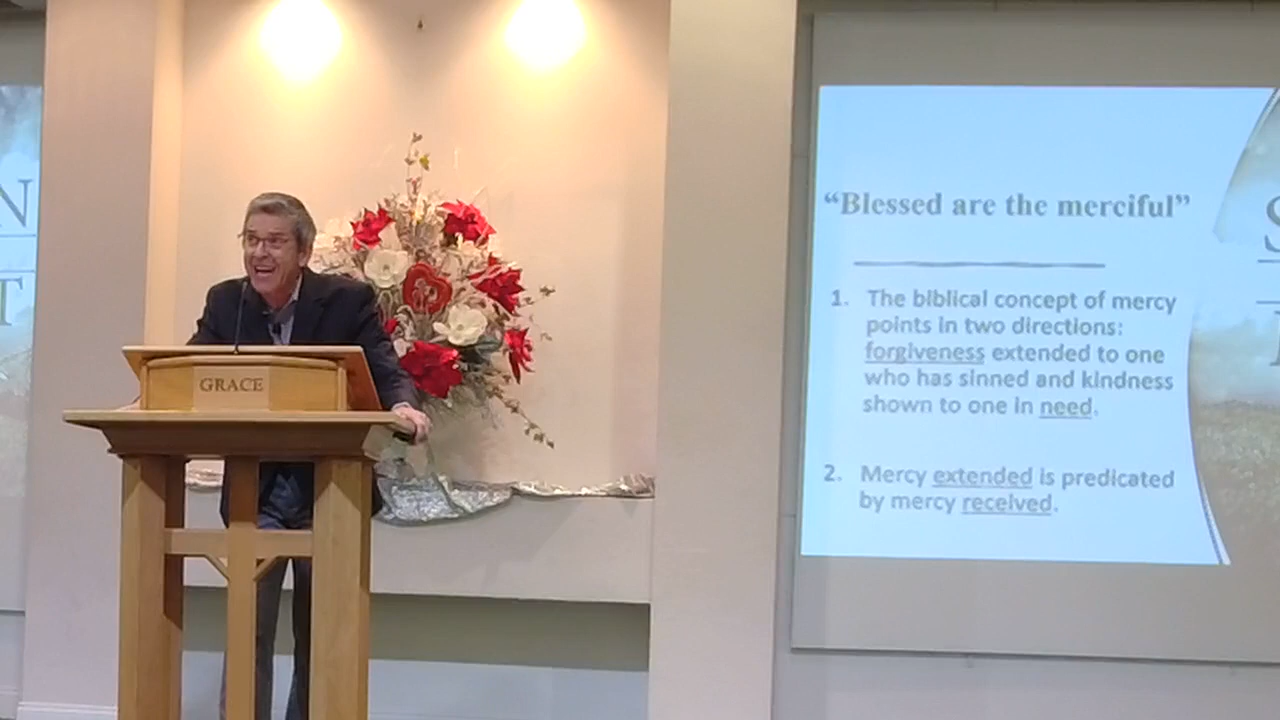 N
T
GRACE
“Blessed are the merciful”
1. The biblical concept of mercy
points in two directions:
forgiveness extended to one
who has sinned and kindness
shown to one in need.
2. Mercy extended is predicated
by mercy received.
S